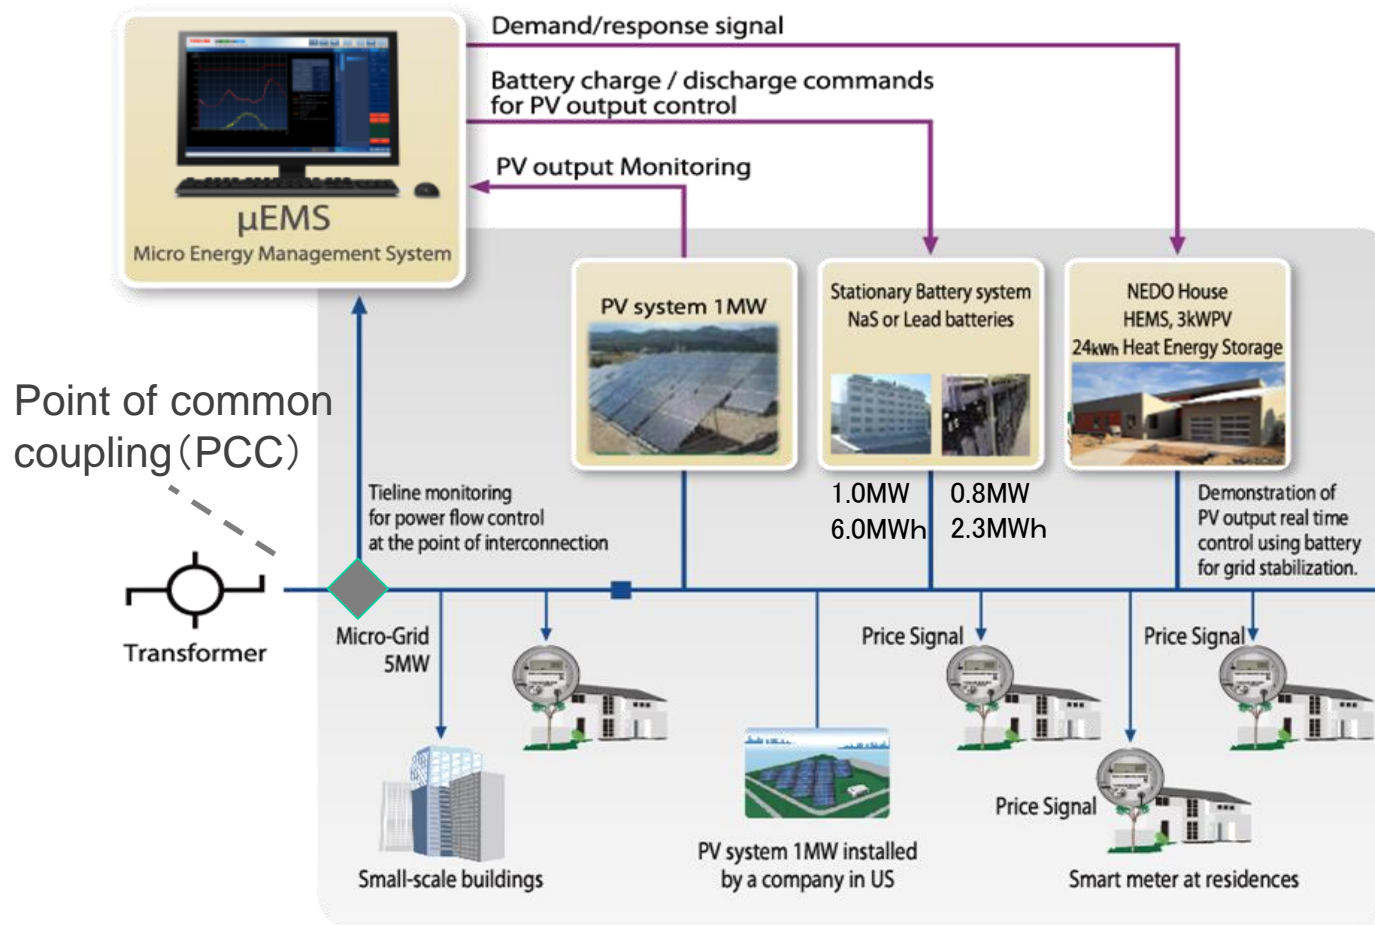 Demand/response signal
Battery charge / discharge commands
for PV output control
PV output Monitoring
μEMS
Micro Energy Management System
PV system 1MW
Stationary Battery system
NaS or Lead batteries
NEDO House
HEMS, 3kWPV
24kWh Heat Energy Storage
Point of common
coupling(PCC)
Tieline monitoring
for power flow control
at the point of interconnection
1.0MW
6.0MWh
0.8MW
2.3MWh
Demonstration of
PV output real time
control using battery
for grid stabilization.
Transformer
Micro-Grid
5MW
Price Signal
Price Signal
Price Signal
Small-scale buildings
PV system 1MW installed
by a company in US
Smart meter at residences